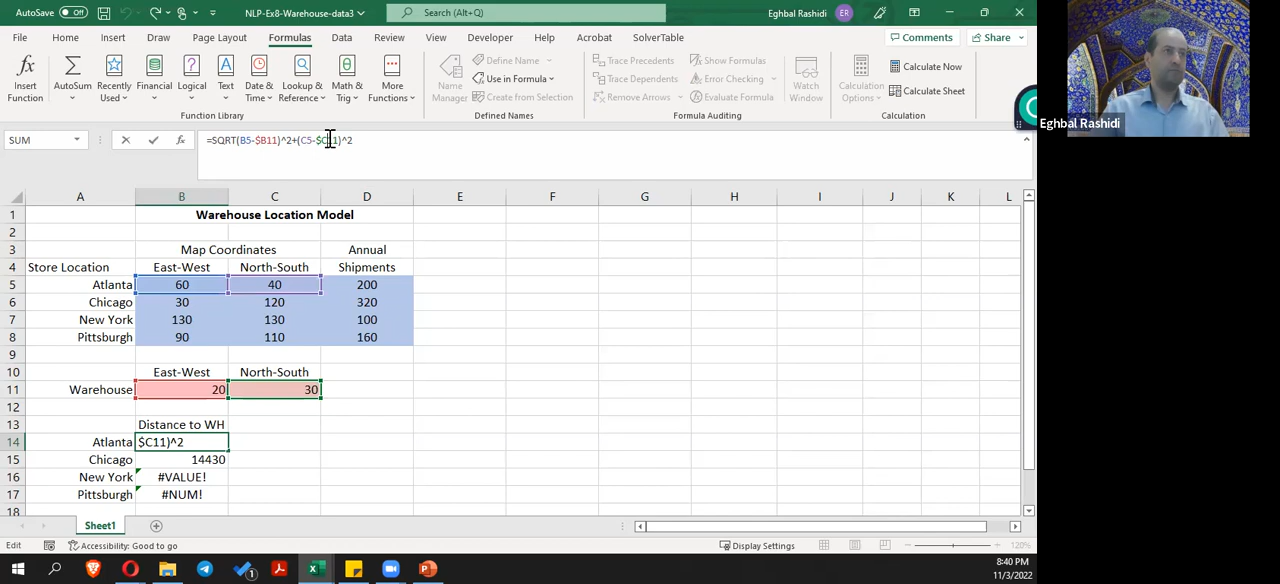 AutoSave Off NLP-Ex8-Warehouse-data3 Search (Alt+Q) Eghbal Rashidi ER
File Home Insert Draw Page Layout Formulas Data Review View Developer Help Acrobat SolverTable Comments Share
Insert Function
AutoSum
Recently Used
Financial
Logical
Text
Date & Time
Lookup & Reference
Math & Trig
More Functions
Function Library
Name Manager
Define Name
Use in Formula
Create from Selection
Defined Names
Trace Precedents
Trace Dependents
Remove Arrows
Show Formulas
Error Checking
Evaluate Formula
Formula Auditing
Watch Window
Calculation Options
Calculate Now
Calculate Sheet
Calculation
Eghbal Rashidi
SUM fx =SQRT(B5-$B11)^2+(C5-$C11)^2
A B C D E F G H I J K L
1 Warehouse Location Model
2
3 Map Coordinates Annual
4 Store Location East-West North-South Shipments
5 Atlanta 60 40 200
6 Chicago 30 120 320
7 New York 130 130 100
8 Pittsburgh 90 110 160
9
10 East-West North-South
11 Warehouse 20 30
12
13 Distance to WH
14 Atlanta $C11)^2
15 Chicago 14430
16 New York #VALUE!
17 Pittsburgh #NUM!
18
Sheet1
Edit Accessibility: Good to go Display Settings 120%
1
8:40 PM
11/3/2022